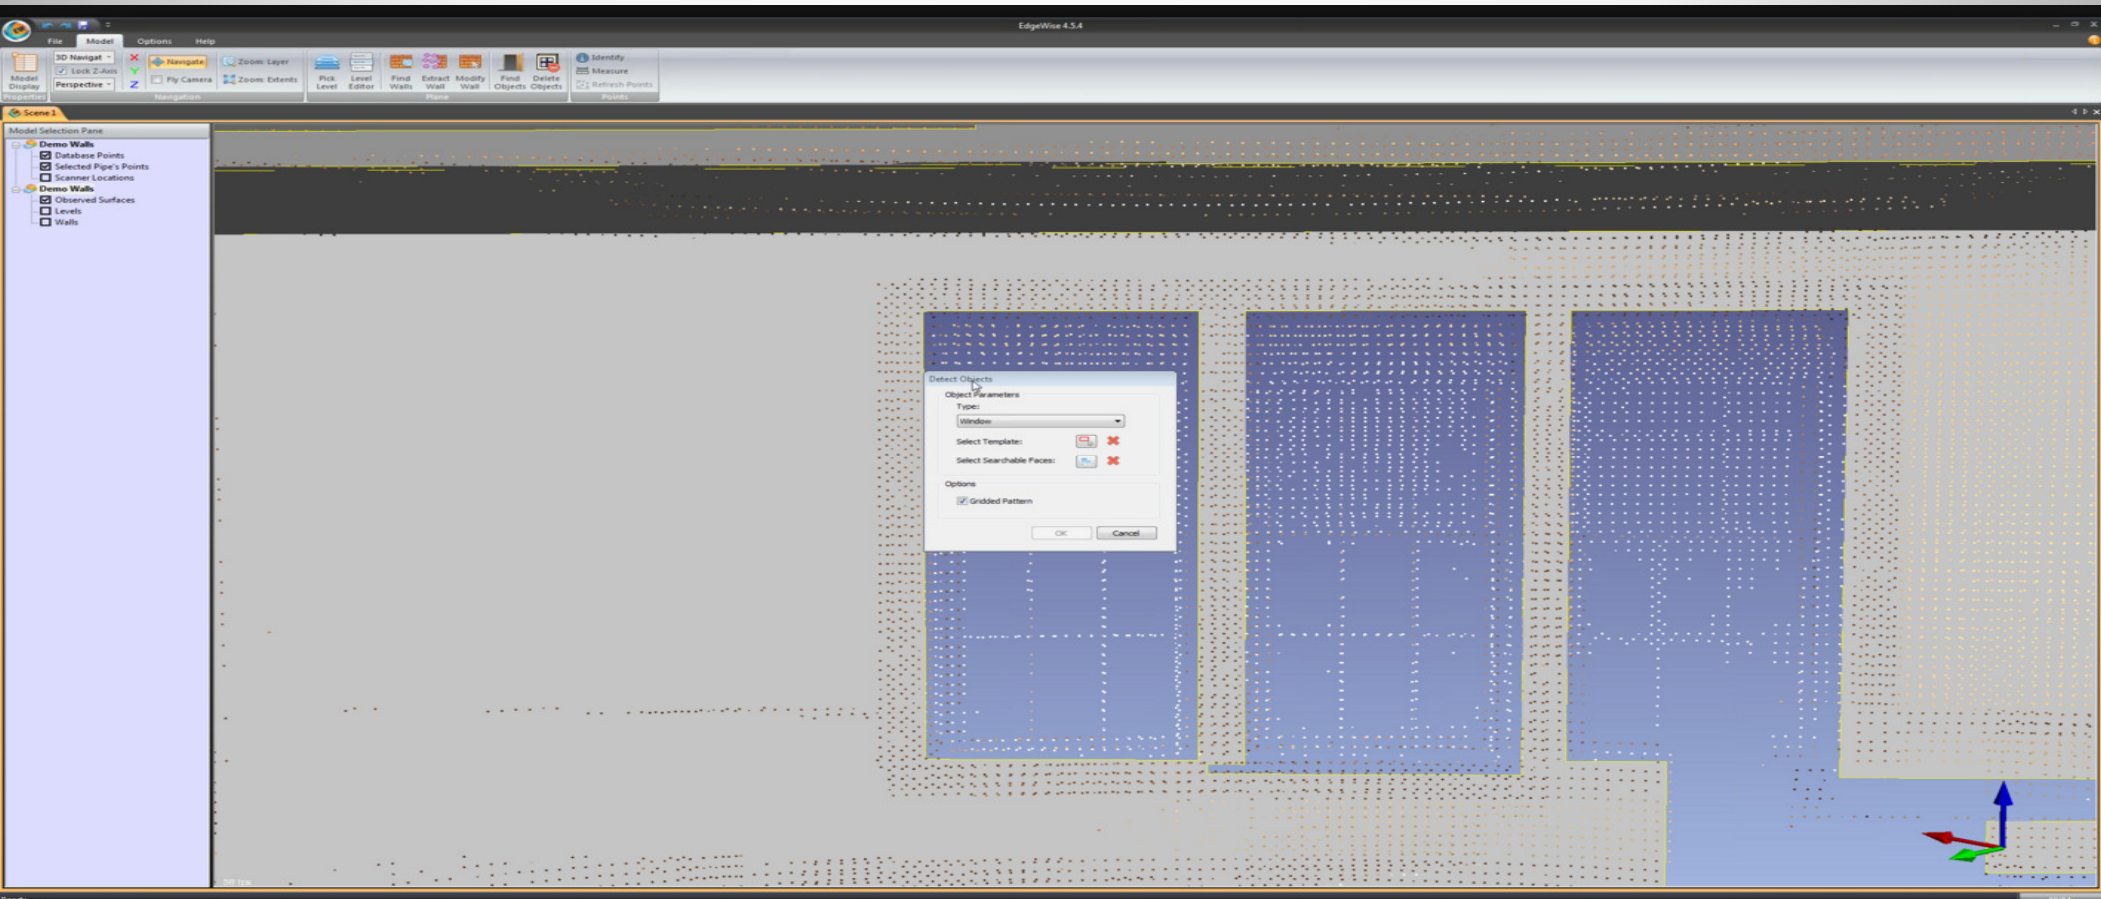 EdgeWise 4.5.4
File Model Options Help
3D Navigat
Lock Z-Axis
Perspective
X
Y
Z
Navigate
Fly Camera
Zoom: Layer
Zoom: Extents
Model Display
Pick Level
Level Editor
Find Walls
Extract Wall
Modify Wall
Find Objects
Delete Objects
Identify
Measure
Refresh Points
Properties
Navigation
Plane
Points
Scene1
Model Selection Pane
Demo Walls
Database Points
Selected Pipe's Points
Scanner Locations
Demo Walls
Observed Surfaces
Levels
Walls
Detect Objects
Object Parameters
Type:
Window
Select Template:
Select Searchable Faces:
Options
Gridded Pattern
OK Cancel